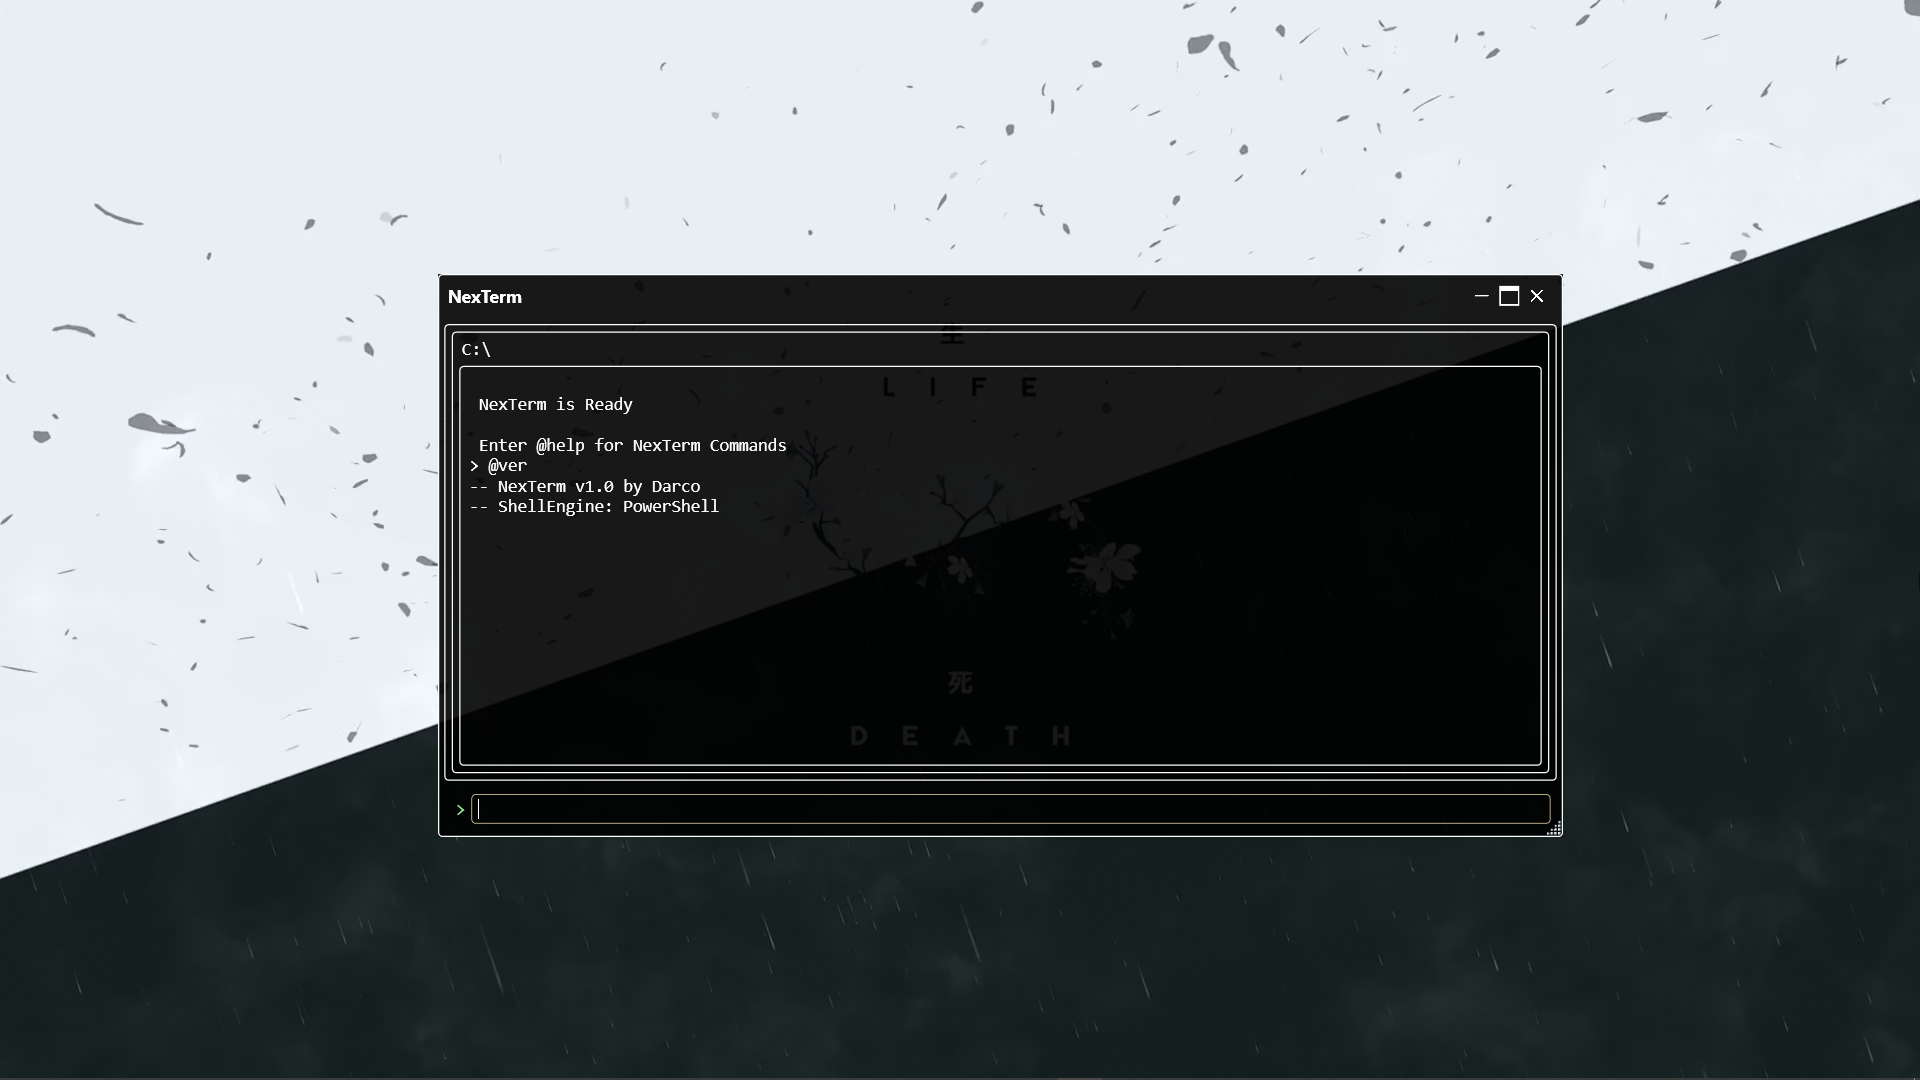 NexTerm
C:\
生
L I F E
NexTerm is Ready
Enter @help for NexTerm Commands
> @ver
-- NexTerm v1.0 by Darco
-- ShellEngine: PowerShell
死
D E A T H
>